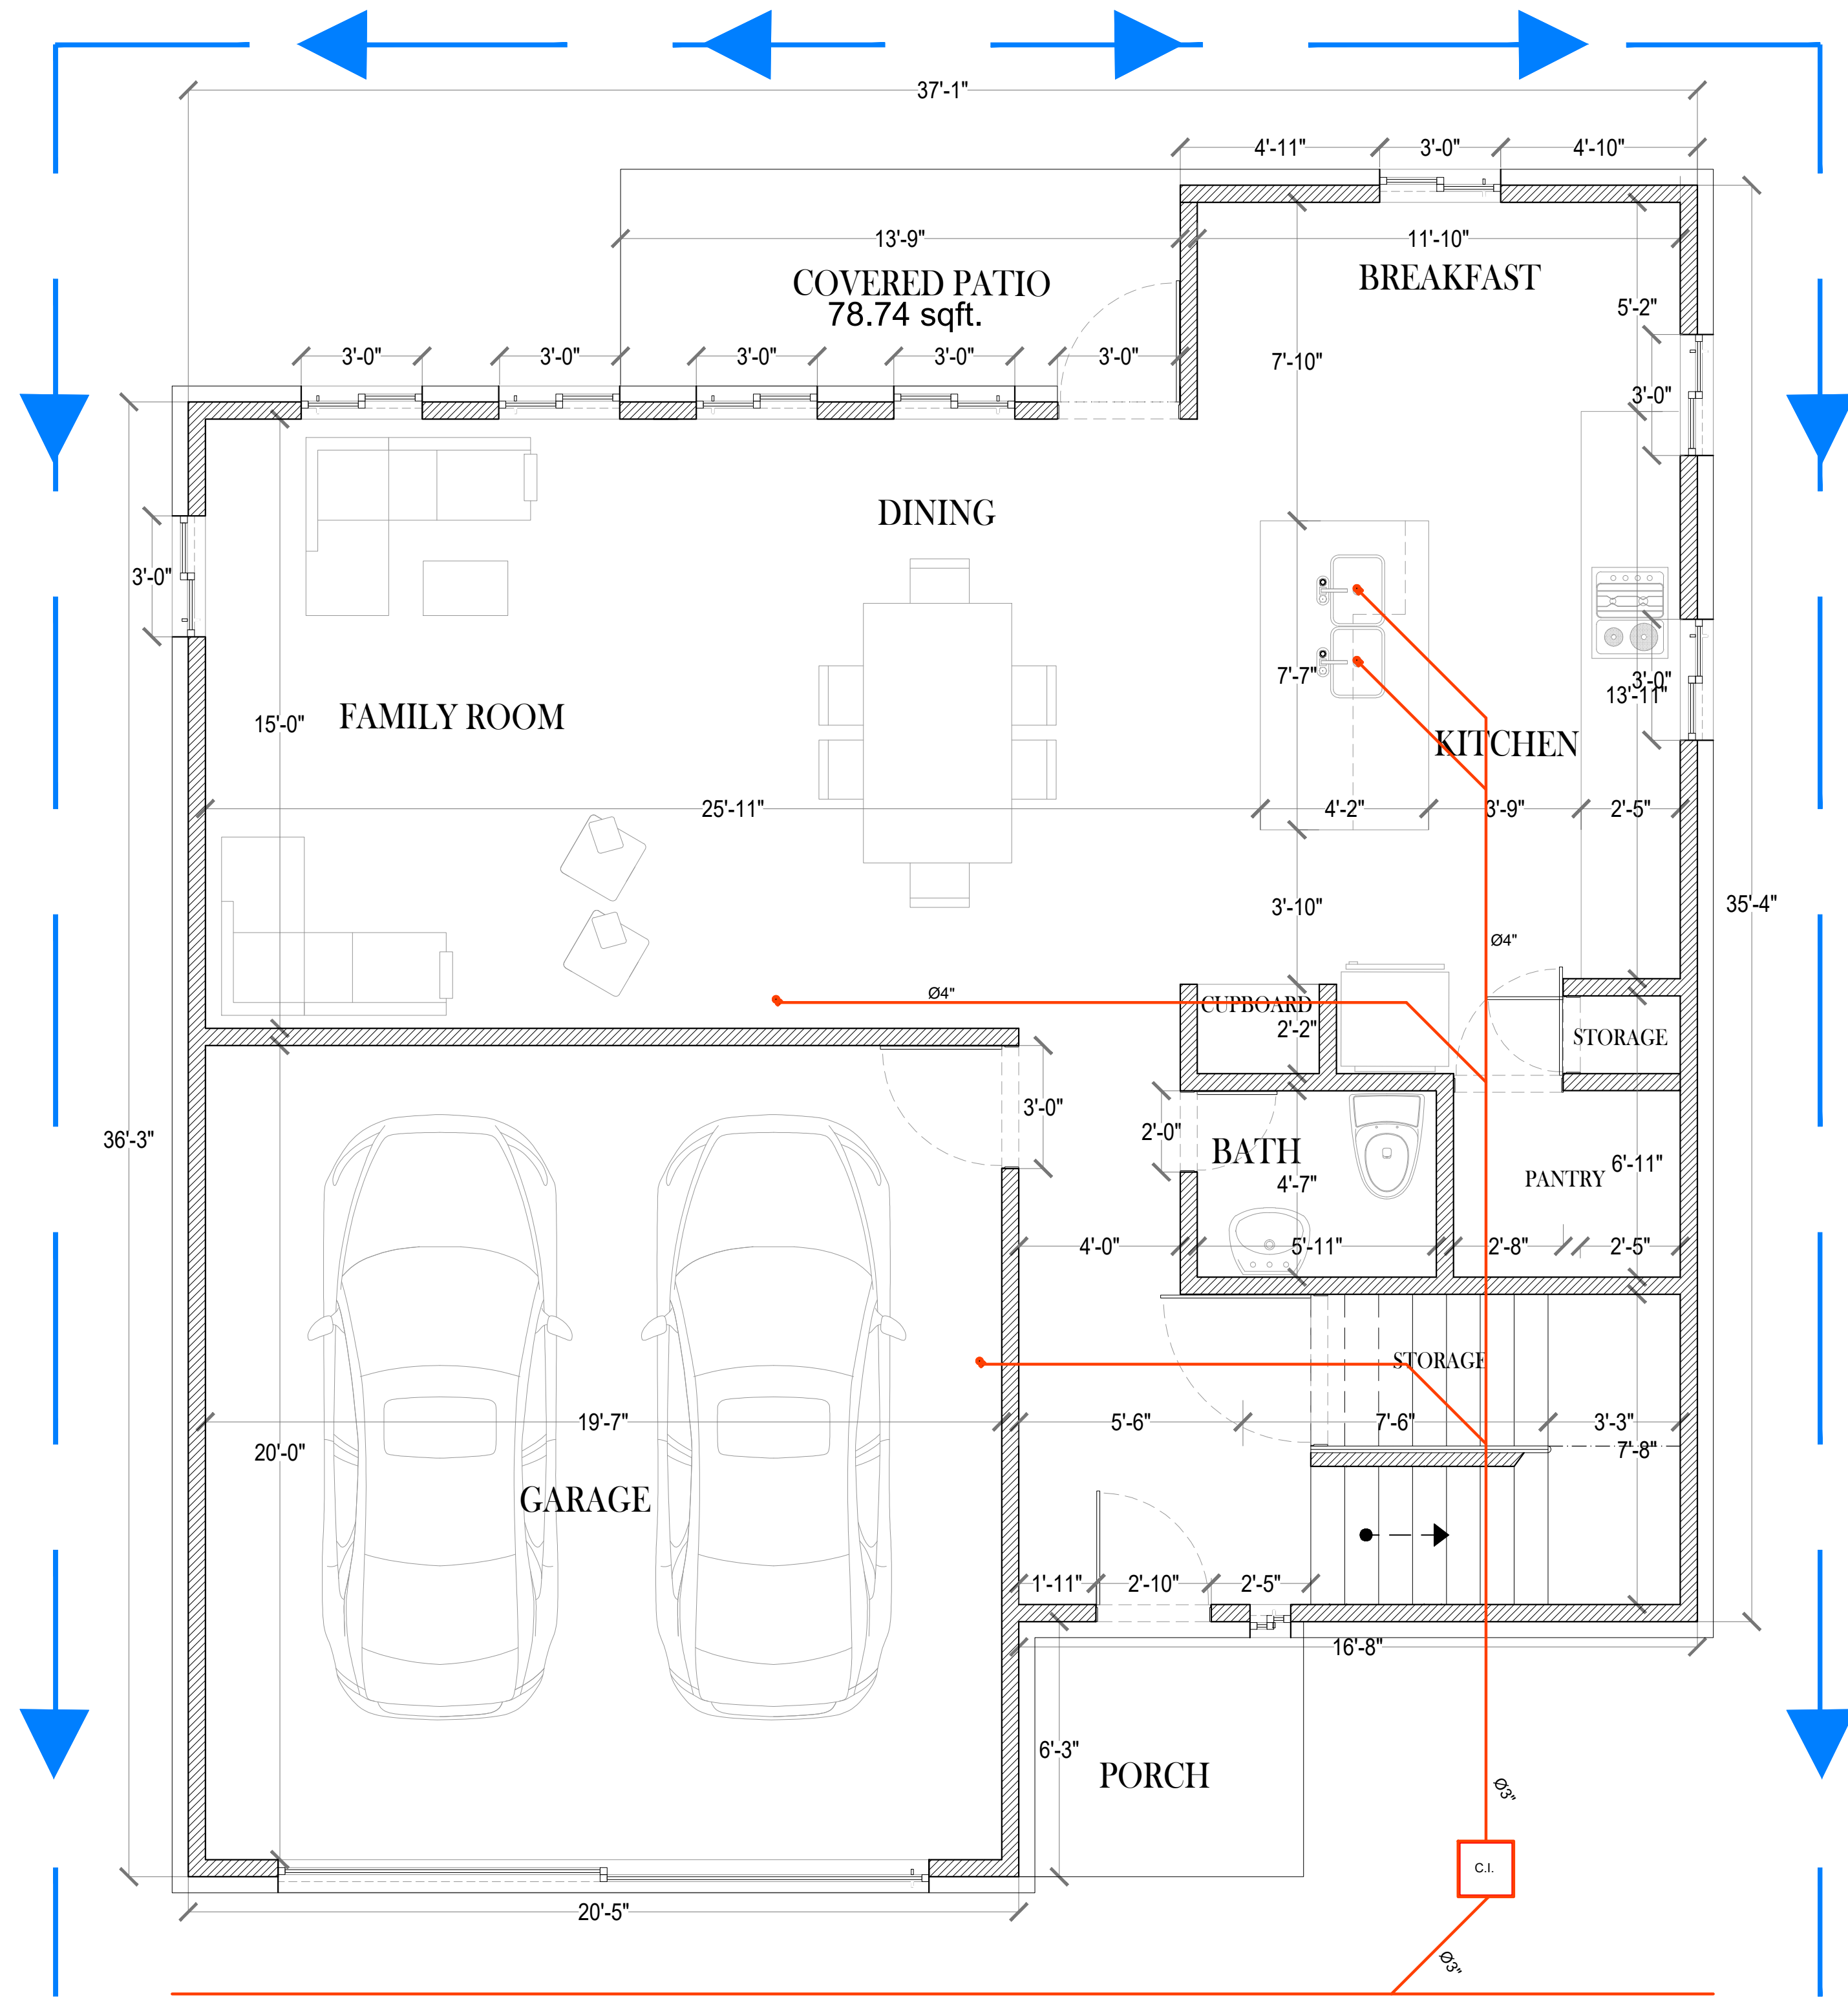 37'-1"
4'-11"
3'-0"
4'-10"
13'-9"
11'-10"
COVERED PATIO
78.74 sqft.
BREAKFAST
5'-2"
3'-0"
3'-0"
3'-0"
3'-0"
3'-0"
7'-10"
3'-0"
DINING
3'-0"
7'-7"
3'-0"
13'-11"
FAMILY ROOM
15'-0"
KITCHEN
25'-11"
4'-2"
3'-9"
2'-5"
3'-10"
35'-4"
Ø4"
Ø4"
CUPBOARD
2'-2"
STORAGE
3'-0"
36'-3"
2'-0"
BATH
4'-7"
PANTRY
6'-11"
4'-0"
5'-11"
2'-8"
2'-5"
STORAGE
19'-7"
5'-6"
7'-6"
3'-3"
20'-0"
7'-8"
GARAGE
1'-11"
2'-10"
2'-5"
16'-8"
6'-3"
PORCH
Ø3"
C.I.
20'-5"
Ø3"